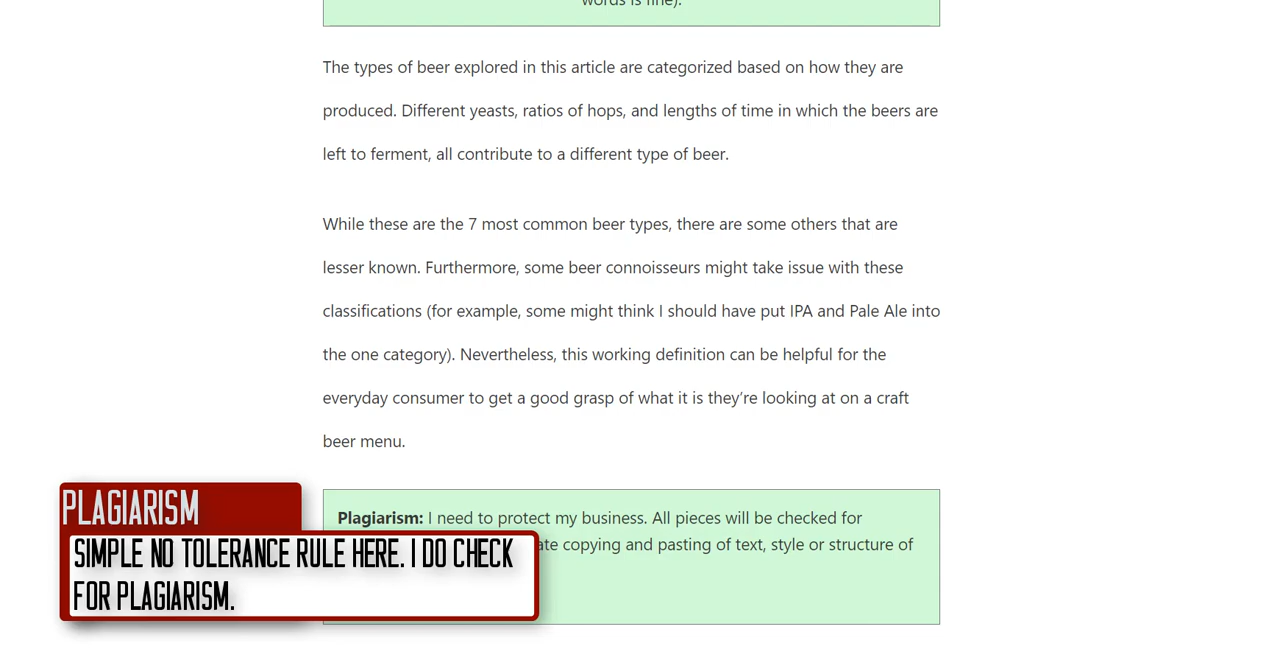 words is fine).
The types of beer explored in this article are categorized based on how they are
produced. Different yeasts, ratios of hops, and lengths of time in which the beers are
left to ferment, all contribute to a different type of beer.
While these are the 7 most common beer types, there are some others that are
lesser known. Furthermore, some beer connoisseurs might take issue with these
classifications (for example, some might think I should have put IPA and Pale Ale into
the one category). Nevertheless, this working definition can be helpful for the
everyday consumer to get a good grasp of what it is they’re looking at on a craft
beer menu.
Plagiarism: I need to protect my business. All pieces will be checked for
copying and pasting of text, style or structure of
PLAGIARISM
SIMPLE NO TOLERANCE RULE HERE. I DO CHECK
FOR PLAGIARISM.